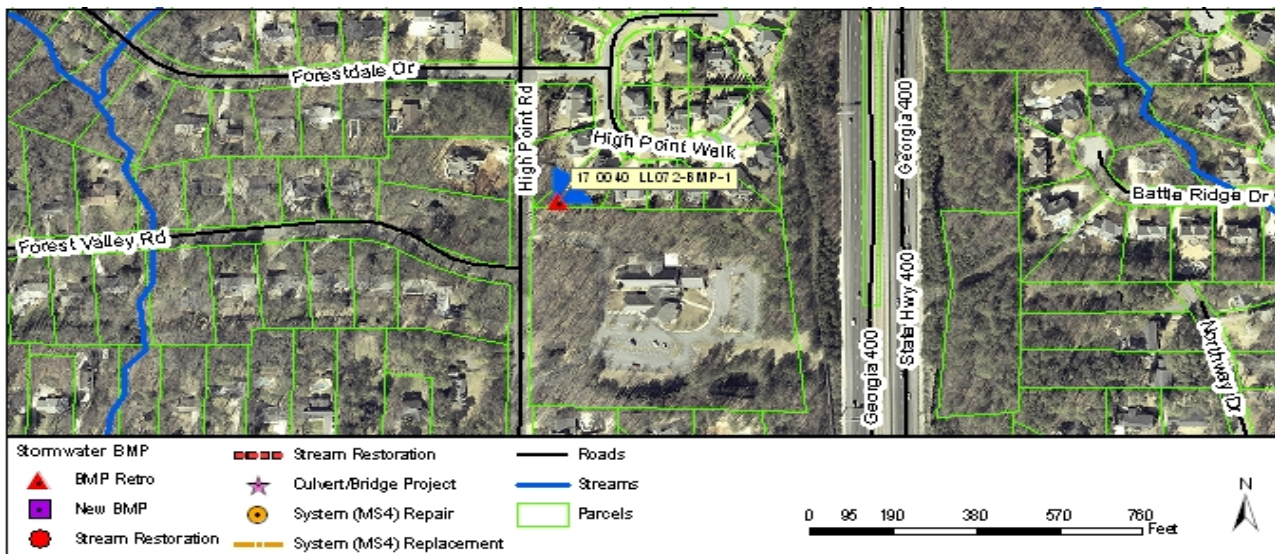 Forestdale Dr
High Point Rd
High Point Walk
17 0040 LL072-BMP-1
Georgia 400
Georgia 400
State Hwy 400
Georgia 400
Battle Ridge Dr
Forest Valley Rd
Northway Dr
Stormwater BMP
BMP Retro
New BMP
Stream Restoration
Stream Restoration
Culvert/Bridge Project
System (MS4) Repair
System (MS4) Replacement
Roads
Streams
Parcels
N
0 95 190 380 570 760
Feet